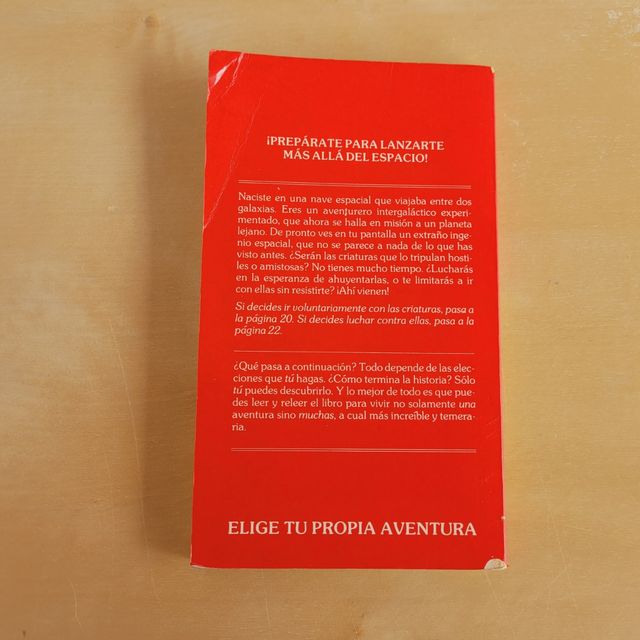 ¡PREPÁRATE PARA LANZARTE
MÁS ALLÁ DEL ESPACIO!
Naciste en una nave espacial que viajaba entre dos
galaxias. Eres un aventurero intergaláctico experi-
mentado, que ahora se halla en misión a un planeta
lejano. De pronto ves en tu pantalla un extraño inge-
nio espacial, que no se parece a nada de lo que has
visto antes. ¿Serán las criaturas que lo tripulan hosti-
les o amistosas? No tienes mucho tiempo. ¿Lucharás
en la esperanza de ahuyentarlas, o te limitarás a ir
con ellas sin resistirte? ¡Ahí vienen!
Si decides ir voluntariamente con las criaturas, pasa a
la página 20. Si decides luchar contra ellas, pasa a la
página 22.
¿Qué pasa a continuación? Todo depende de las elec-
ciones que tú hagas. ¿Cómo termina la historia? Sólo
tú puedes descubrirlo. Y lo mejor de todo es que pue-
des leer y releer el libro para vivir no solamente una
aventura sino muchas, a cual más increíble y temera-
ria.
ELIGE TU PROPIA AVENTURA